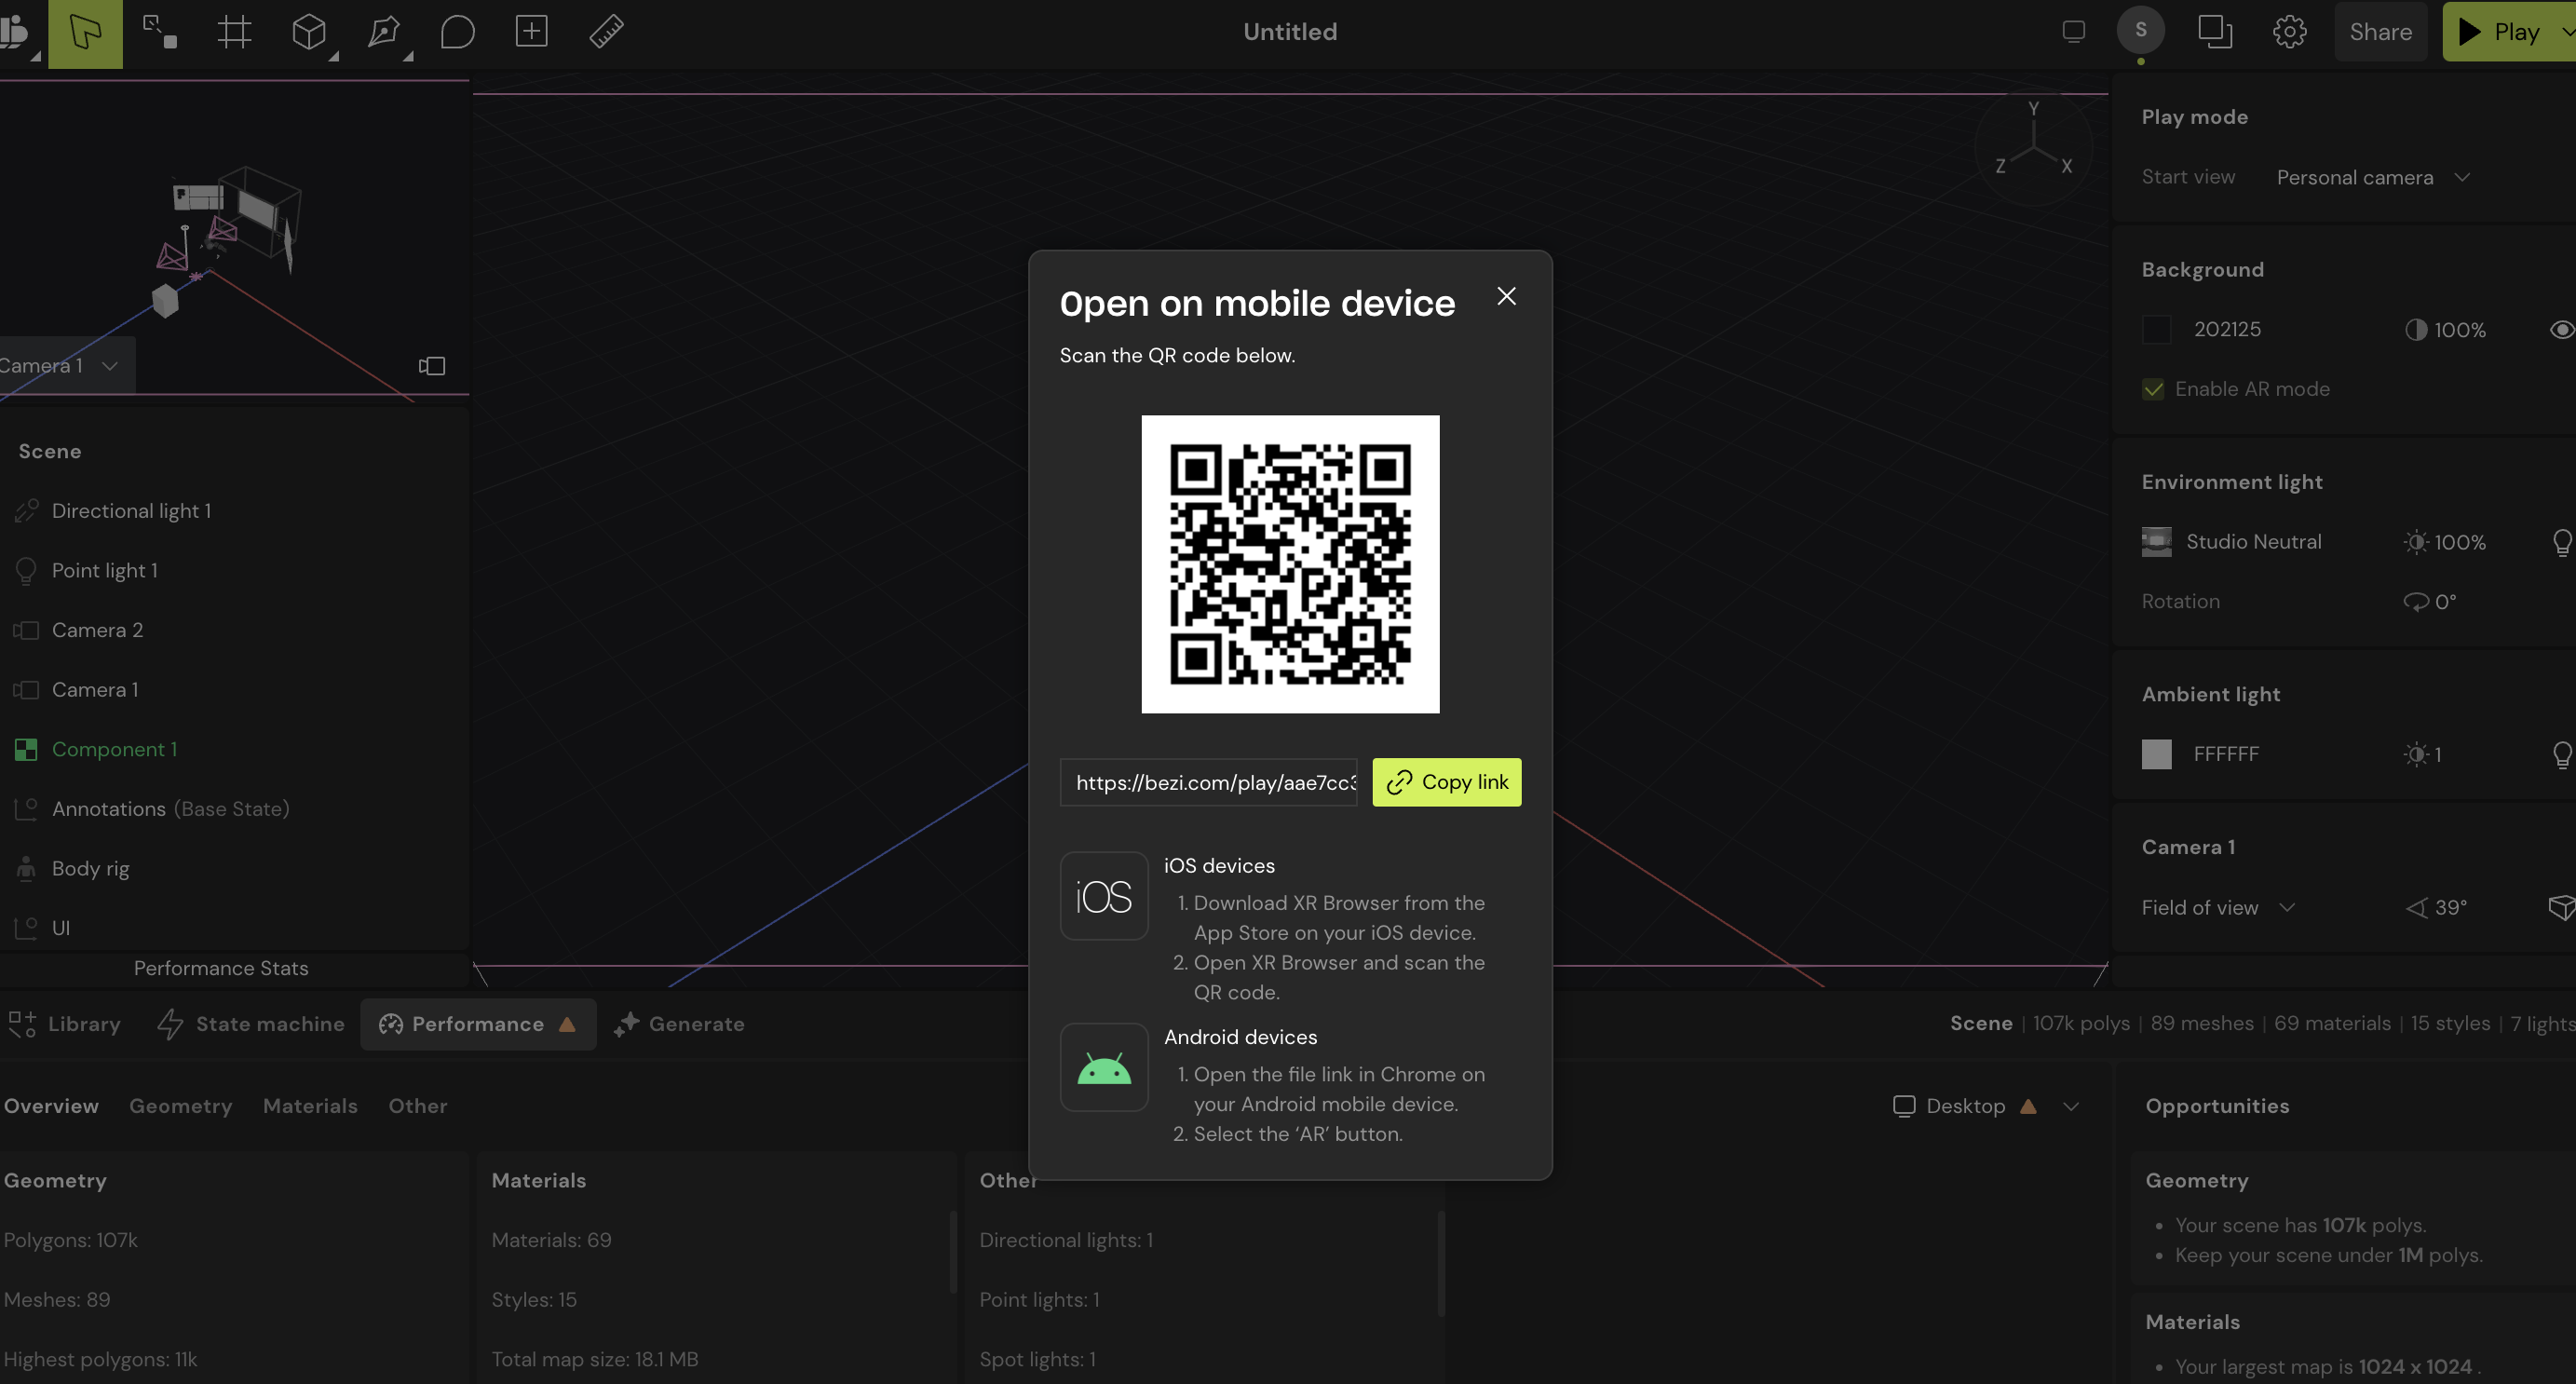 Untitled
S
Share
Play
Y
Z
X
Camera 1
Scene
Directional light 1
Point light 1
Camera 2
Camera 1
Component 1
Annotations (Base State)
Body rig
UI
Performance Stats
Play mode
Start view Personal camera
Background
202125 100%
Enable AR mode
Environment light
Studio Neutral 100%
Rotation 0°
Ambient light
FFFFFF 1
Camera 1
Field of view 39°
Open on mobile device
Scan the QR code below.
https://bezi.com/play/aae7cc3
Copy link
iOS
iOS devices
1. Download XR Browser from the
App Store on your iOS device.
2. Open XR Browser and scan the
QR code.
Android devices
1. Open the file link in Chrome on
your Android mobile device.
2. Select the ‘AR’ button.
Library State machine Performance Generate
Scene | 107k polys | 89 meshes | 69 materials | 15 styles | 7 lights
Overview Geometry Materials Other
Desktop
Geometry
Polygons: 107k
Meshes: 89
Highest polygons: 11k
Materials
Materials: 69
Styles: 15
Total map size: 18.1 MB
Other
Directional lights: 1
Point lights: 1
Spot lights: 1
Opportunities
Geometry
• Your scene has 107k polys.
• Keep your scene under 1M polys.
Materials
• Your largest map is 1024 x 1024 .